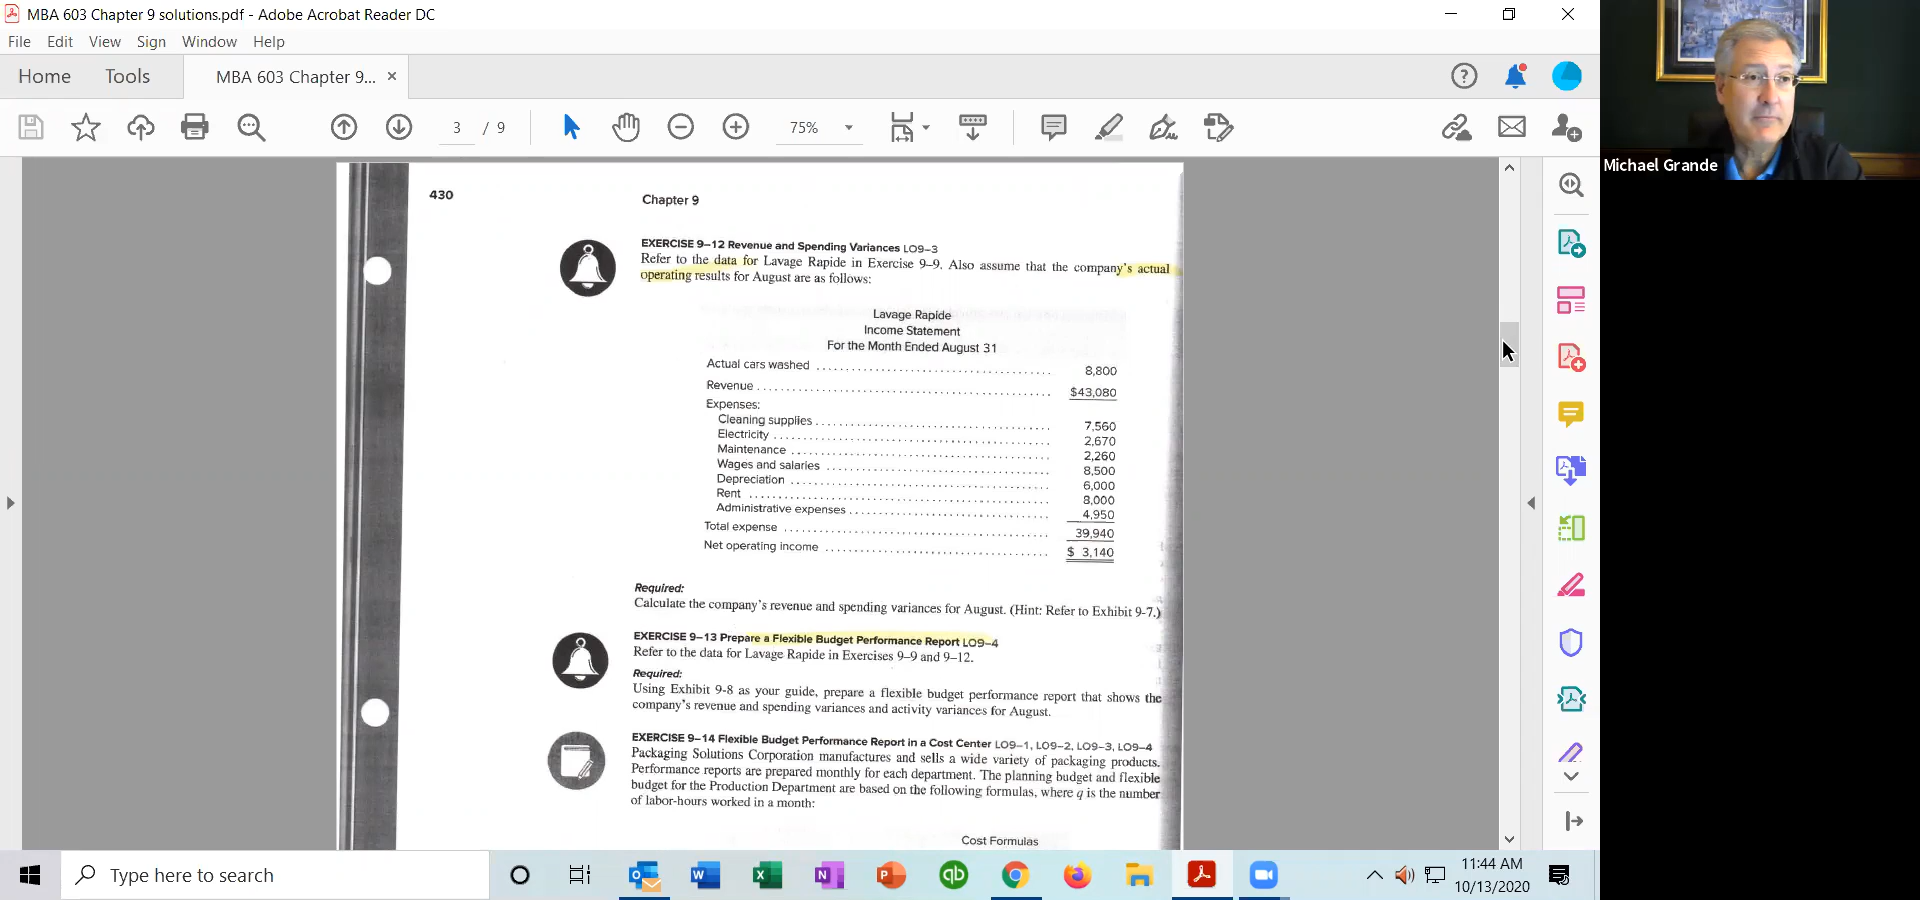 MBA 603 Chapter 9 solutions.pdf - Adobe Acrobat Reader DC
File Edit View Sign Window Help
Home Tools MBA 603 Chapter 9... ×
3 / 9 75%
Michael Grande
430 Chapter 9
EXERCISE 9–12 Revenue and Spending Variances LO9–3
Refer to the data for Lavage Rapide in Exercise 9–9. Also assume that the company's actual
operating results for August are as follows:
Lavage Rapide
Income Statement
For the Month Ended August 31
Actual cars washed 8,800
Revenue $43,080
Expenses:
Cleaning supplies 7,560
Electricity 2,670
Maintenance 2,260
Wages and salaries 8,500
Depreciation 6,000
Rent 8,000
Administrative expenses 4,950
Total expense 39,940
Net operating income $ 3,140
Required:
Calculate the company's revenue and spending variances for August. (Hint: Refer to Exhibit 9-7.)
EXERCISE 9–13 Prepare a Flexible Budget Performance Report LO9–4
Refer to the data for Lavage Rapide in Exercises 9–9 and 9–12.
Required:
Using Exhibit 9-8 as your guide, prepare a flexible budget performance report that shows the
company's revenue and spending variances and activity variances for August.
EXERCISE 9–14 Flexible Budget Performance Report in a Cost Center LO9–1, LO9–2, LO9–3, LO9–4
Packaging Solutions Corporation manufactures and sells a wide variety of packaging products.
Performance reports are prepared monthly for each department. The planning budget and flexible
budget for the Production Department are based on the following formulas, where q is the number
of labor-hours worked in a month:
Cost Formulas
Type here to search
11:44 AM
10/13/2020